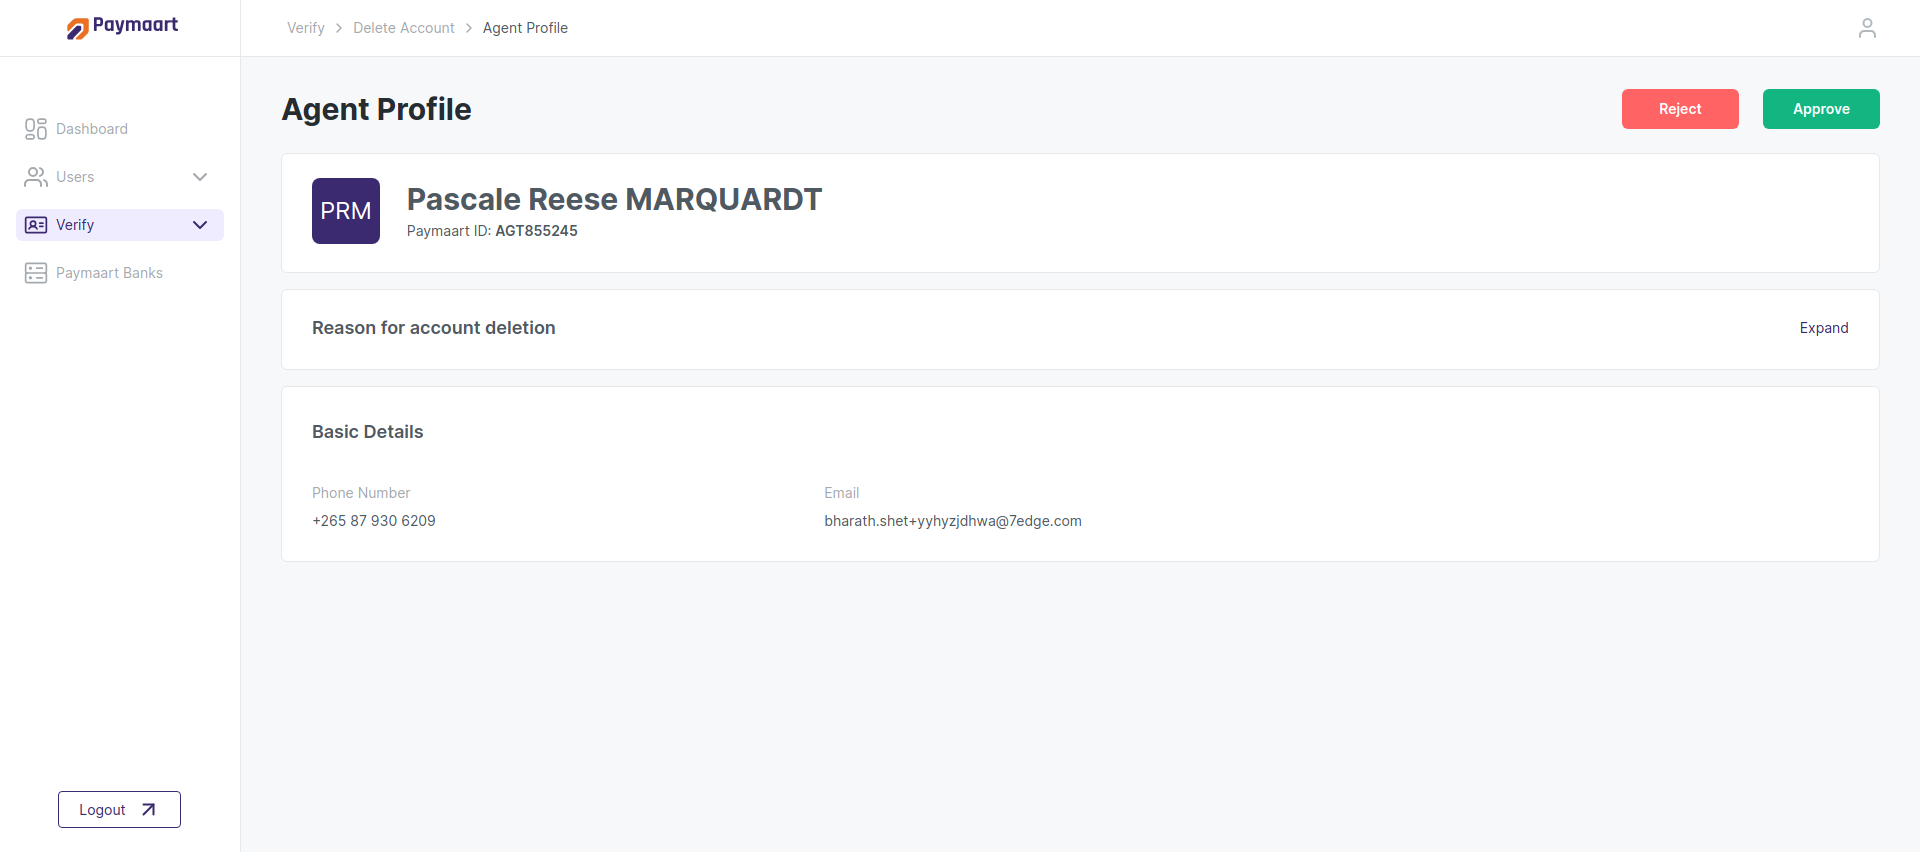 Paymaart
Verify > Delete Account > Agent Profile
Dashboard
Users
Verify
Paymaart Banks
Logout
Agent Profile
Reject
Approve
PRM
Pascale Reese MARQUARDT
Paymaart ID: AGT855245
Reason for account deletion
Expand
Basic Details
Phone Number
+265 87 930 6209
Email
bharath.shet+yyhyzjdhwa@7edge.com